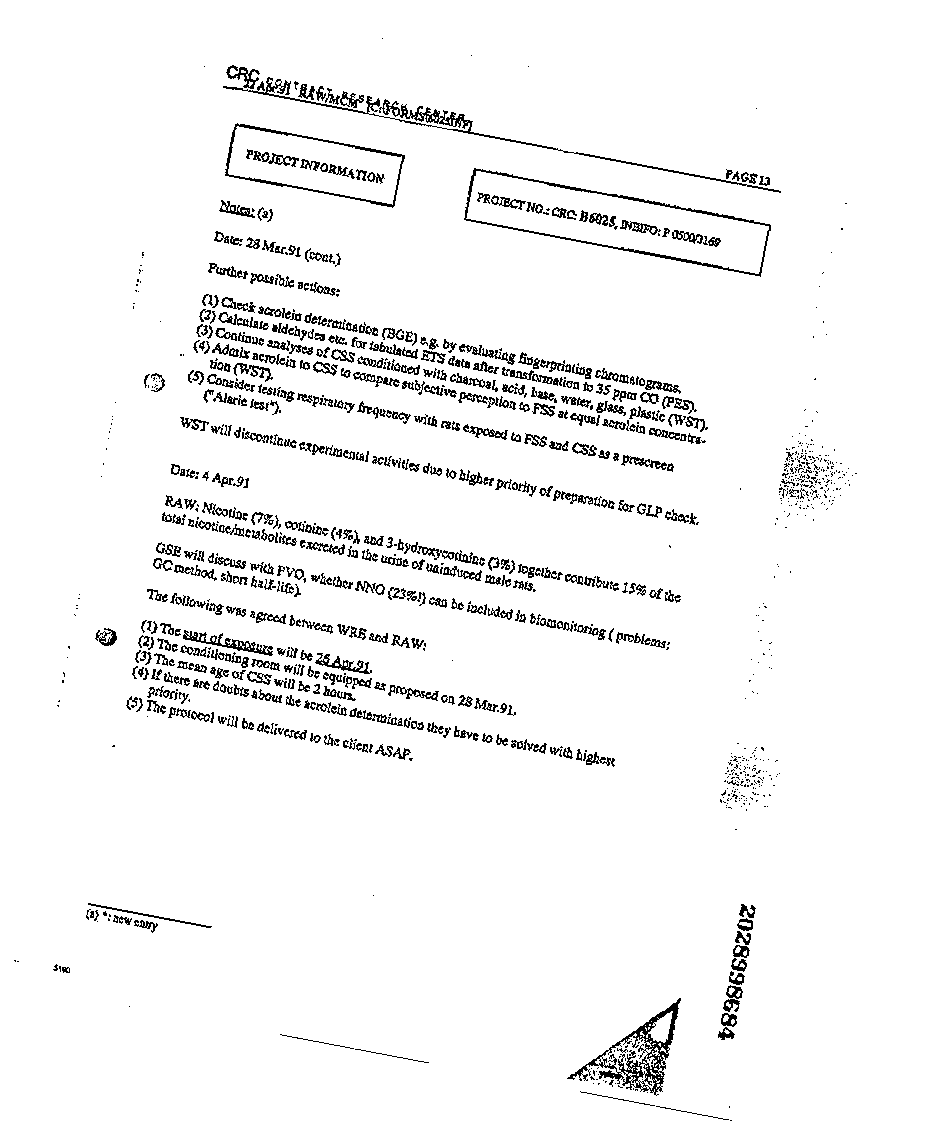 CRC CONTRACT RESEARCH CENTER
RAW/MCM
PAGE 13
PROJECT INFORMATION
PROJECT NO.: CRC: B6025, INBIFO: P 0500/3169
Notes: (a)
Date: 28 Mar.91 (cont.)
Further possible actions:
(1) Check acrolein determination (BGE) e.g. by evaluating fingerprinting chromatograms.
(2) Calculate aldehydes etc. for tabulated ETS data after transformation to 35 ppm CO (PES).
(3) Continue analyses of CSS conditioned with charcoal, acid, base, water, glass, plastic (WST).
(4) Admix acrolein to CSS to compare subjective perception to FSS at equal acrolein concentra-
tion (WST).
(5) Consider testing respiratory frequency with rats exposed to FSS and CSS as a prescreen
("Alarie test").
WST will discontinue experimental activities due to higher priority of preparation for GLP check.
Date: 4 Apr.91
RAW: Nicotine (7%), cotinine (4%), and 3-hydroxycotinine (3%) together contribute 15% of the
total nicotine/metabolites excreted in the urine of uninduced male rats.
GSE will discuss with FVO, whether NNO (23%!) can be included in biomonitoring ( problems:
GC method, short half-life).
The following was agreed between WRE and RAW:
(1) The start of exposure will be 26 Apr.91.
(2) The conditioning room will be equipped as proposed on 28 Mar.91.
(3) The mean age of CSS will be 2 hours.
(4) If there are doubts about the acrolein determination they have to be solved with highest
priority.
(5) The protocol will be delivered to the client ASAP.
(a) *: new entry
5190
2028998684